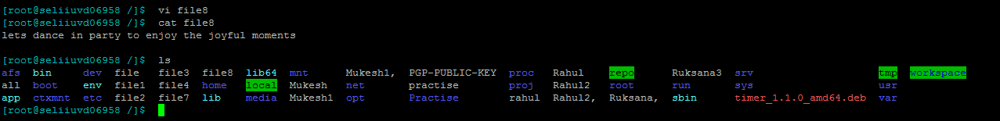 [root@seliiuvd06958 /]$ vi file8
[root@seliiuvd06958 /]$ cat file8
lets dance in party to enjoy the joyful moments
[root@seliiuvd06958 /]$ ls
afs bin dev file file3 file8 lib64 mnt Mukesh1, PGP-PUBLIC-KEY proc Rahul repo Ruksana3 srv tmp workspace
all boot env file1 file4 home local Mukesh net practise proj Rahul2 root run sys usr
app ctxmnt etc file2 file7 lib media Mukesh1 opt Practise rahul Rahul2, Ruksana, sbin timer_1.1.0_amd64.deb var
[root@seliiuvd06958 /]$